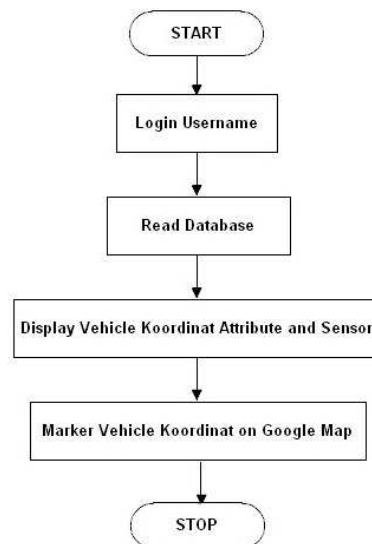 START
Login Username
Read Database
Display Vehicle Koordinat Attribute and Sensor
Marker Vehicle Koordinat on Google Map
STOP